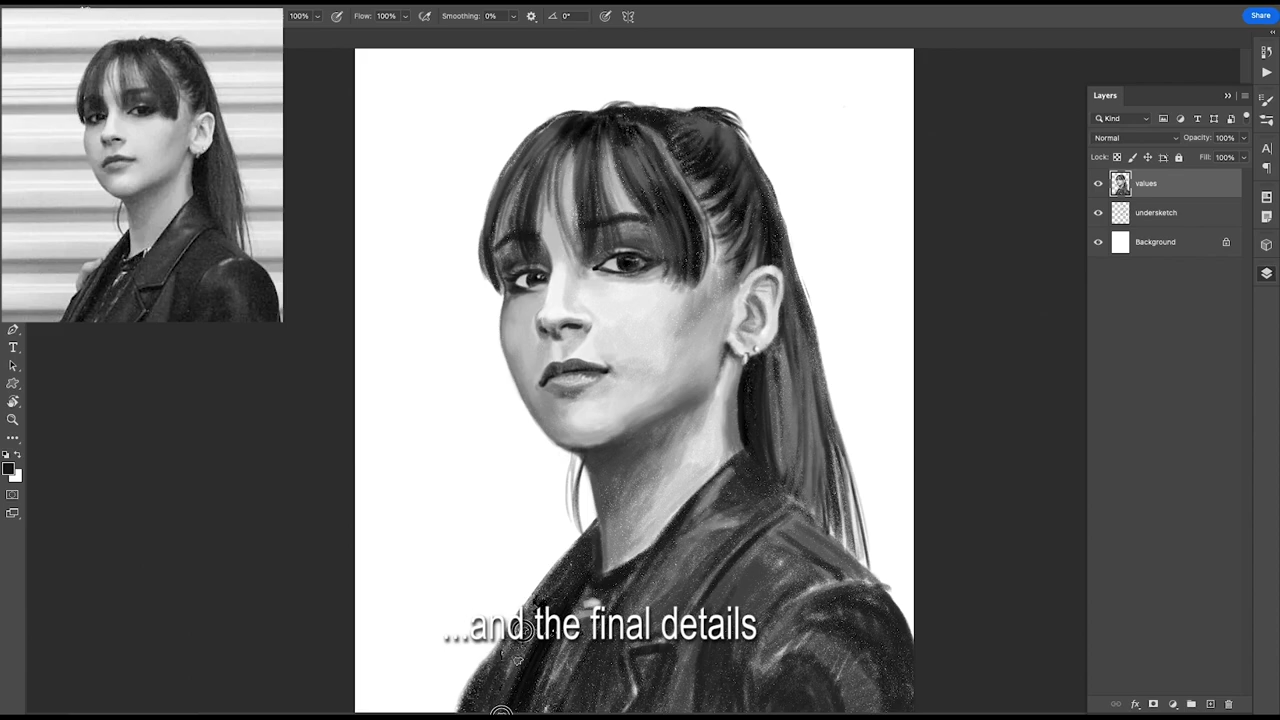 100% Flow: 100% Smoothing: 0% 0° Share
Layers
Kind
Normal Opacity: 100%
Lock: Fill: 100%
values
undersketch
Background
...and the final details